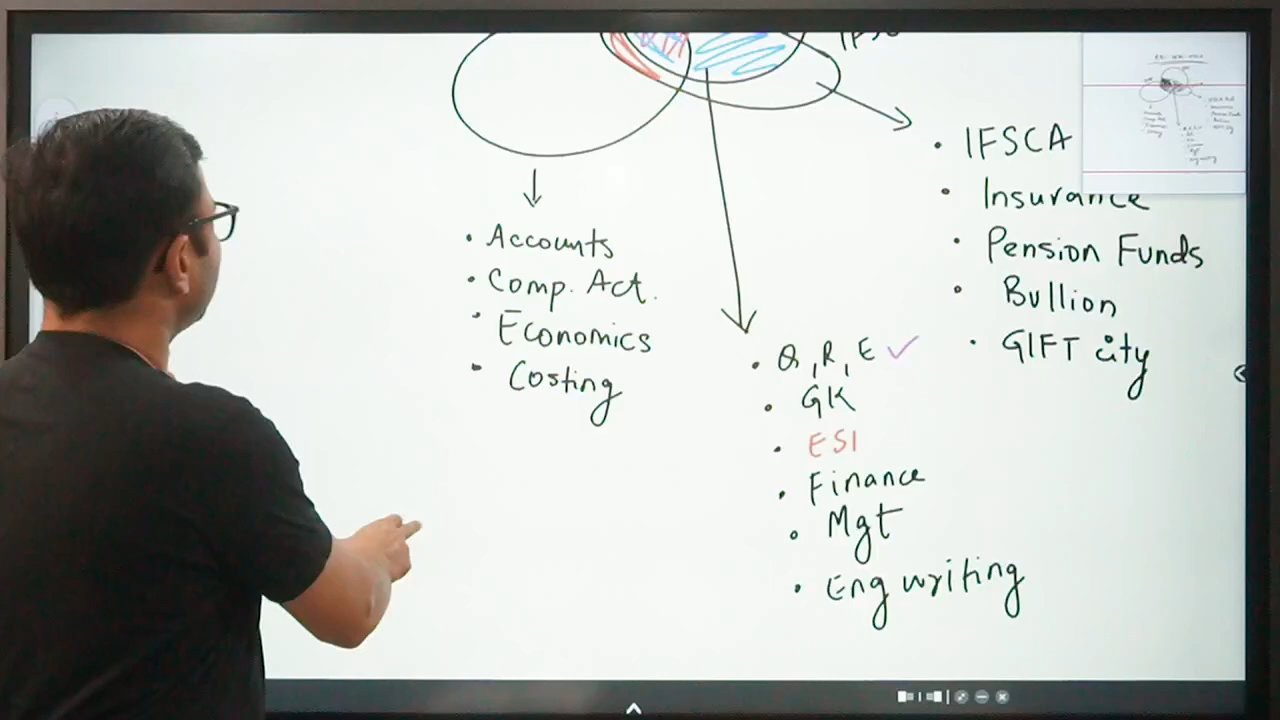 • IFSCA
• Insurance
• Pension Funds
• Bullion
• GIFT city
• Accounts
• Comp. Act.
• Economics
• Costing
• Q, R, E ✓
• GK
• ESI
• Finance
• Mgt
• Eng writing